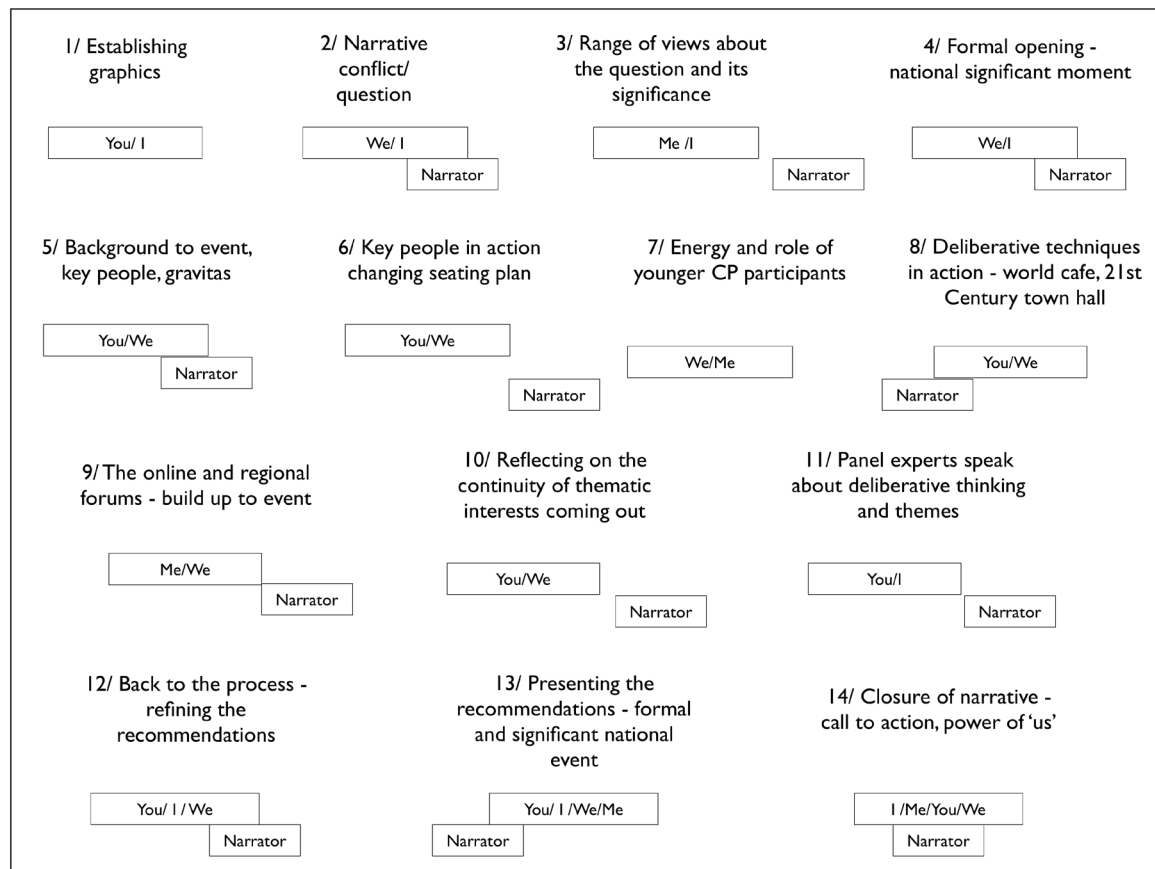 1/ Establishing
graphics
You/ I
2/ Narrative
conflict/
question
We/ I
Narrator
3/ Range of views about
the question and its
significance
Me /I
Narrator
4/ Formal opening -
national significant moment
We/I
Narrator
5/ Background to event,
key people, gravitas
You/We
Narrator
6/ Key people in action
changing seating plan
You/We
Narrator
7/ Energy and role of
younger CP participants
We/Me
8/ Deliberative techniques
in action - world cafe, 21st
Century town hall
You/We
Narrator
9/ The online and regional
forums - build up to event
Me/We
Narrator
10/ Reflecting on the
continuity of thematic
interests coming out
You/We
Narrator
11/ Panel experts speak
about deliberative thinking
and themes
You/I
Narrator
12/ Back to the process -
refining the
recommendations
You/ I / We
Narrator
13/ Presenting the
recommendations - formal
and significant national
event
You/ I /We/Me
Narrator
14/ Closure of narrative -
call to action, power of ‘us’
I /Me/You/We
Narrator